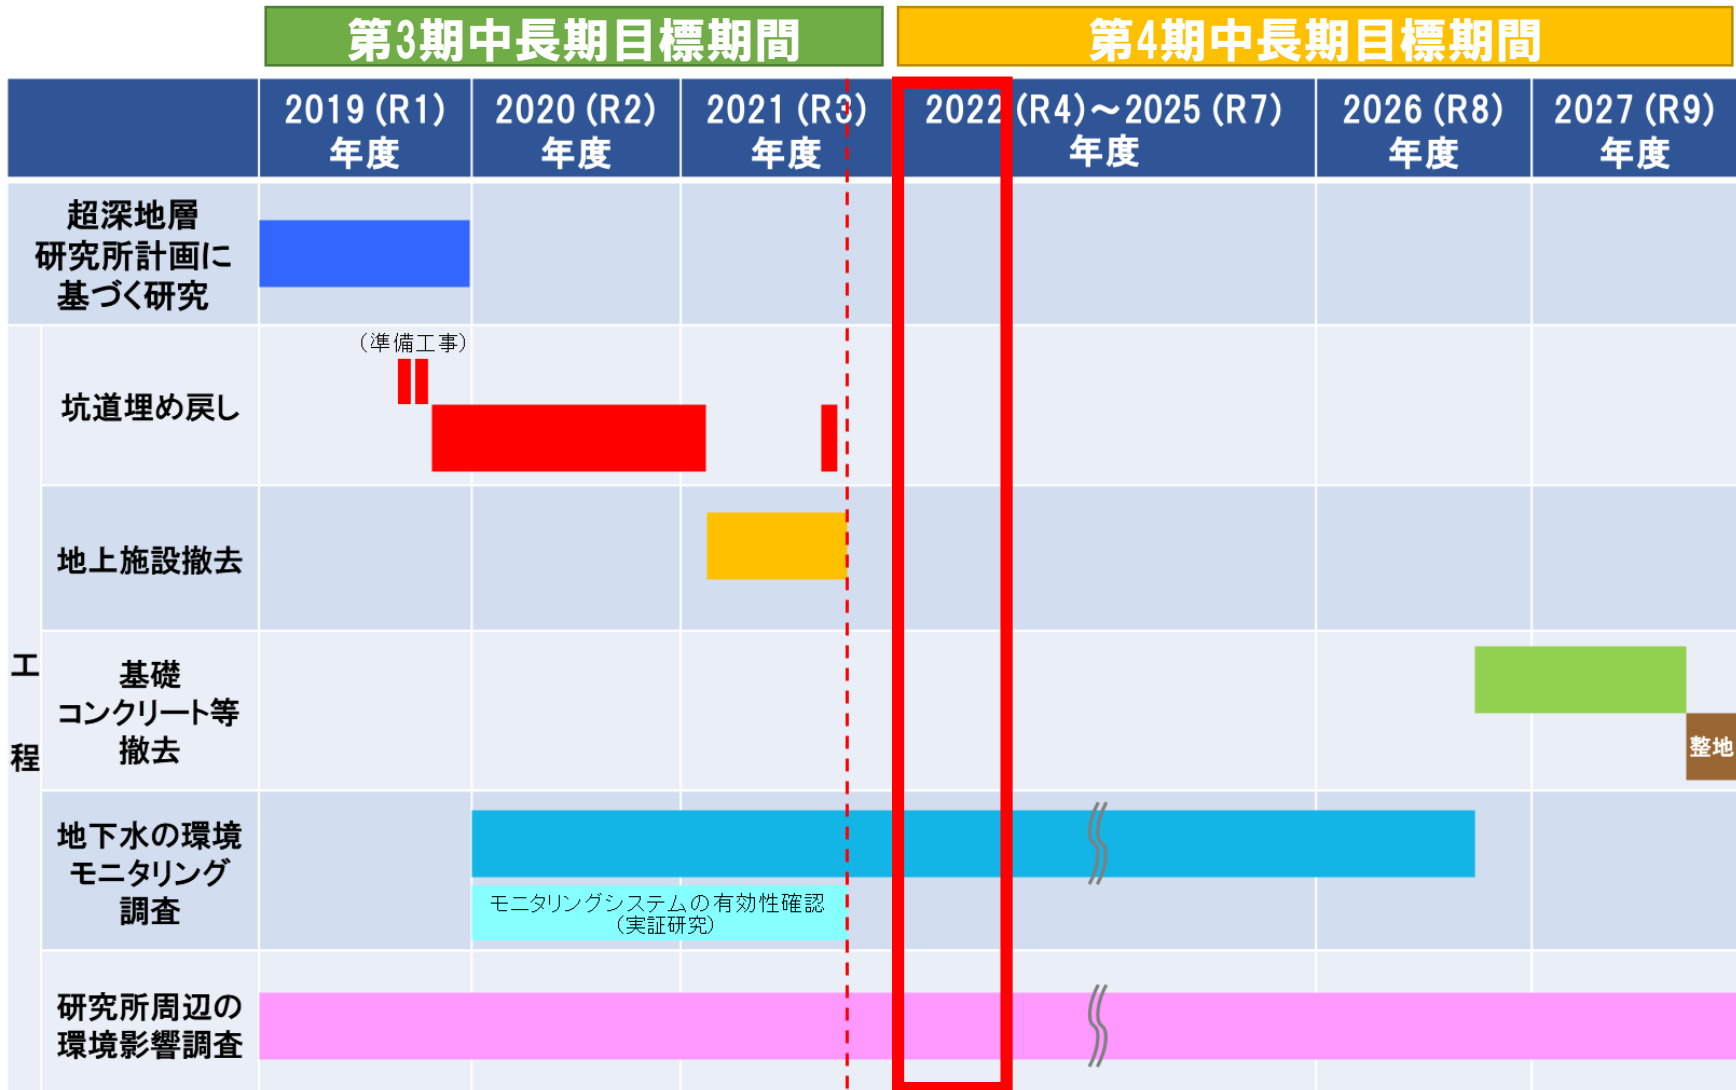 第3期中長期目標期間
第4期中長期目標期間
2019(R1)
年度
2020(R2)
年度
2021(R3)
年度
2022(R4)～2025(R7)
年度
2026(R8)
年度
2027(R9)
年度
超深地層
研究所計画に
基づく研究
工
程
坑道埋め戻し
(準備工事)
地上施設撤去
基礎
コンクリート等
撤去
整地
地下水の環境
モニタリング
調査
モニタリングシステムの有効性確認
(実証研究)
研究所周辺の
環境影響調査